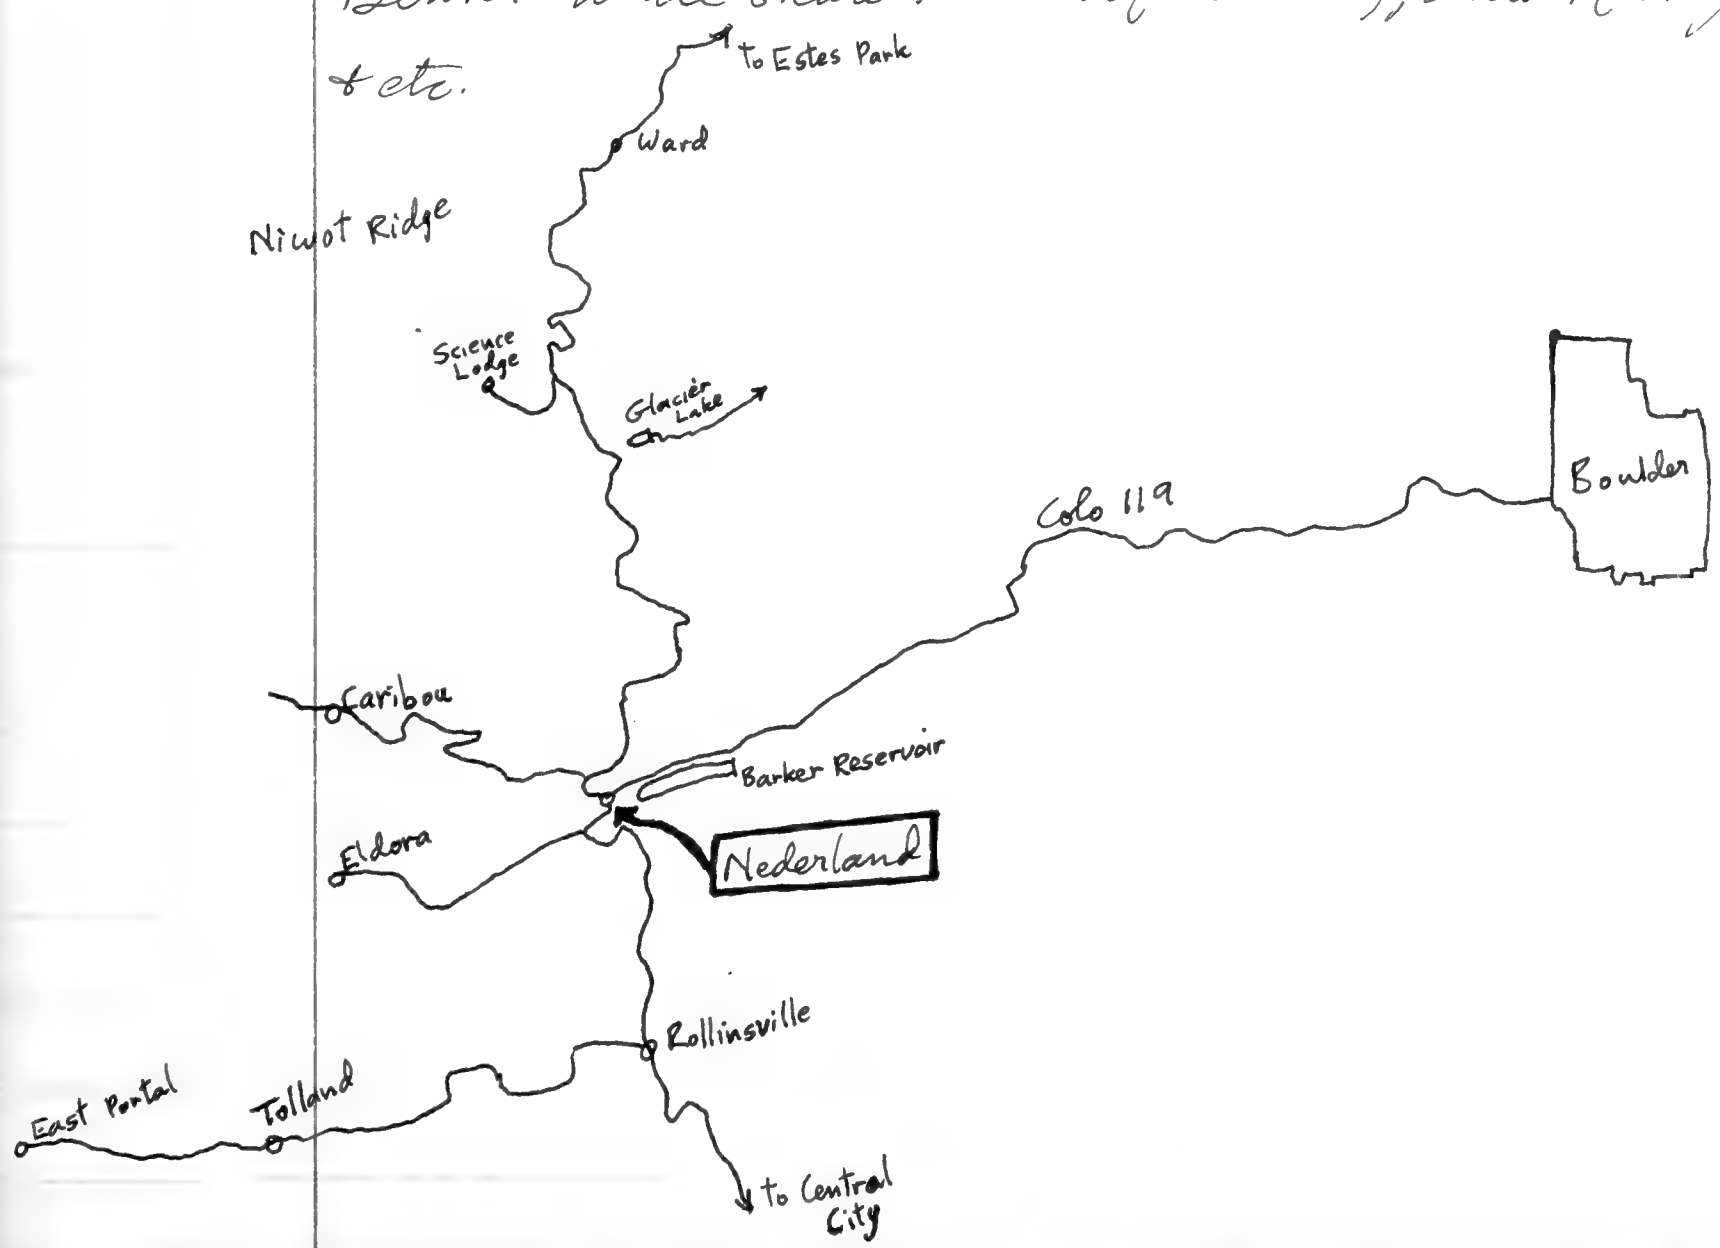 to Estes Park
& etc.
Ward
Niwot Ridge
Science
Lodge
Glacier
Lake
Boulder
Colo 119
Caribou
Barker Reservoir
Eldora
Nederland
Rollinsville
East Portal
Tolland
to Central
City